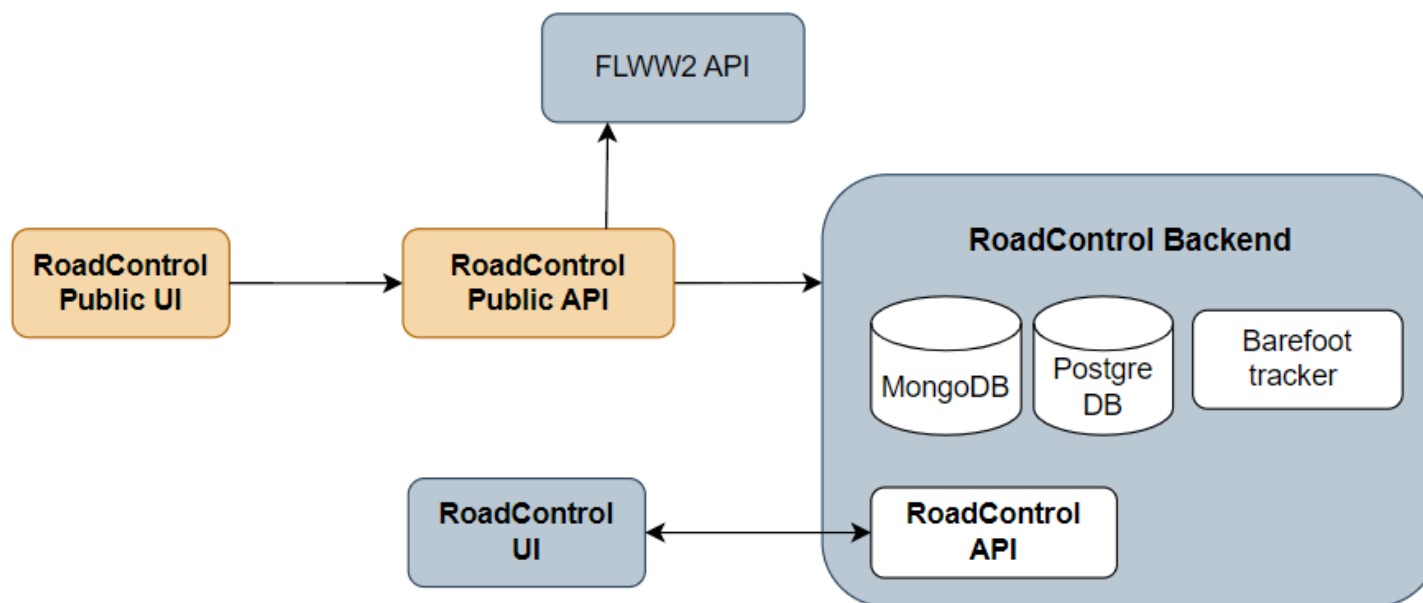 FLWW2 API
RoadControl
Public UI
RoadControl
Public API
RoadControl Backend
MongoDB
Postgre
DB
Barefoot
tracker
RoadControl
UI
RoadControl
API